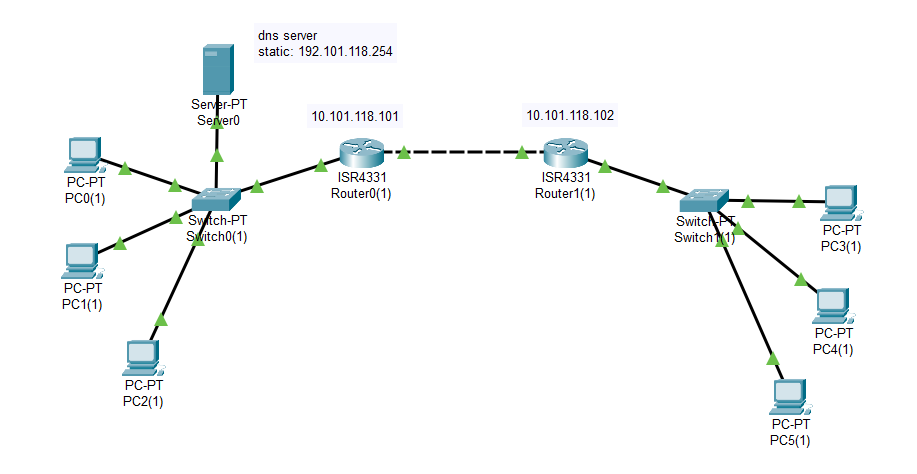 dns server
static: 192.101.118.254
Server-PT
Server0
10.101.118.101
10.101.118.102
ISR4331
Router0(1)
ISR4331
Router1(1)
PC-PT
PC0(1)
Switch-PT
Switch0(1)
Switch-PT
Switch1(1)
PC-PT
PC3(1)
PC-PT
PC1(1)
PC-PT
PC4(1)
PC-PT
PC2(1)
PC-PT
PC5(1)